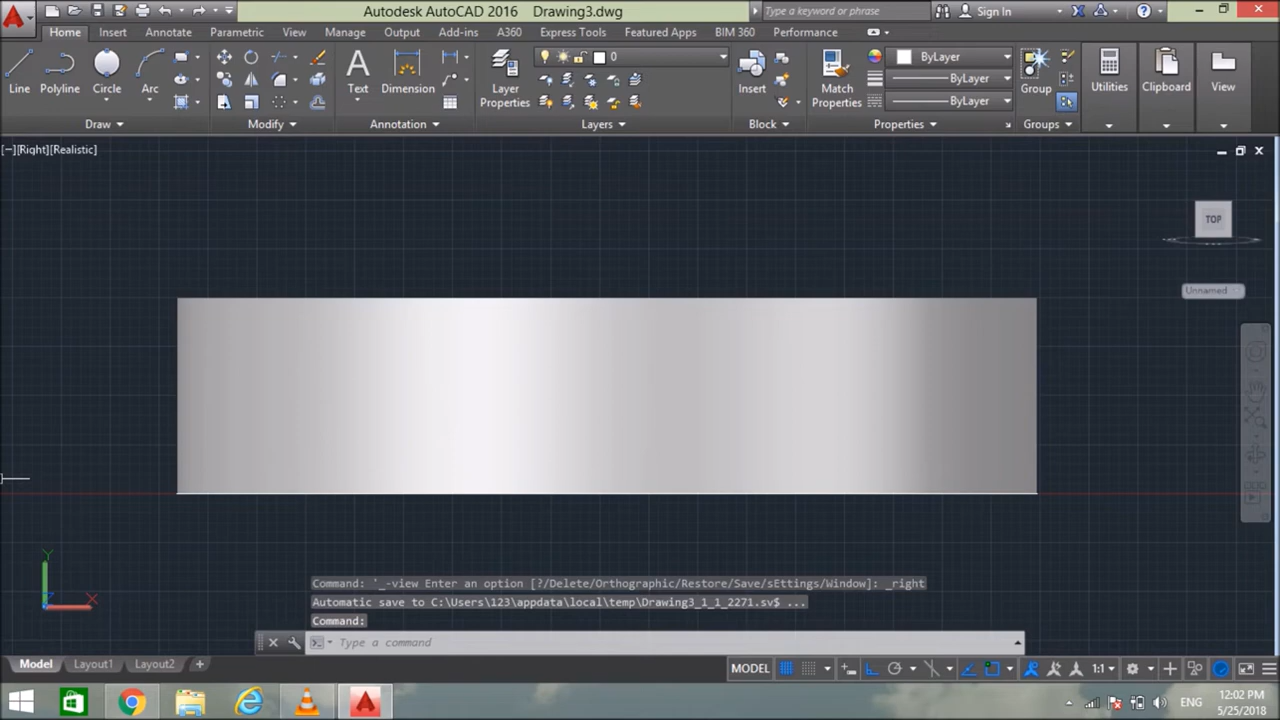 Autodesk AutoCAD 2016 Drawing3.dwg
Type a keyword or phrase
Sign In
Home Insert Annotate Parametric View Manage Output Add-ins A360 Express Tools Featured Apps BIM 360 Performance
0
ByLayer
ByLayer
ByLayer
Line Polyline Circle Arc Text Dimension Layer Properties Insert Match Properties Group Utilities Clipboard View
Draw Modify Annotation Layers Block Properties Groups
[−][Right][Realistic]
TOP
Unnamed
Y
X
Command: '_-view Enter an option [?/Delete/Orthographic/Restore/Save/sEttings/Window]: _right
Automatic save to C:\Users\123\appdata\local\temp\Drawing3_1_1_2271.sv$ ...
Command:
Type a command
Model Layout1 Layout2 +
MODEL
1:1
ENG
12:02 PM
5/25/2018